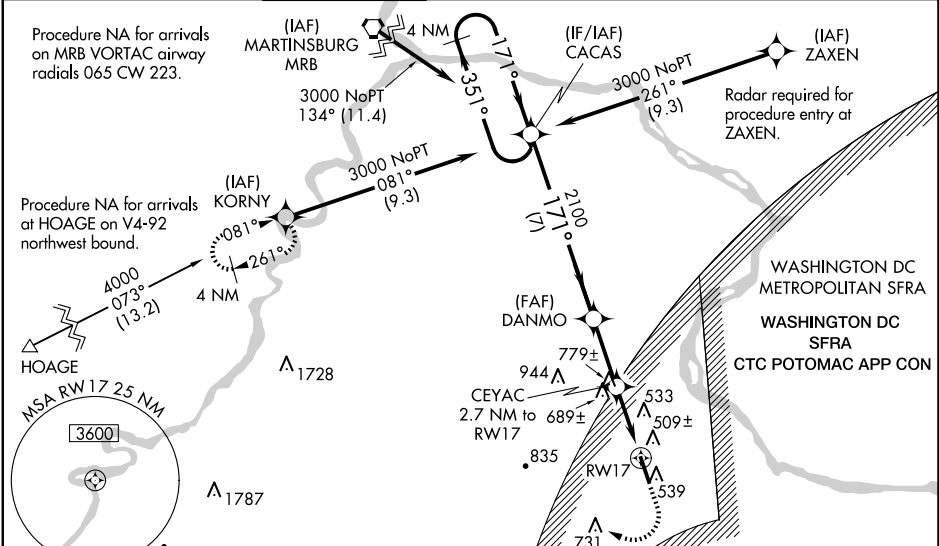 Procedure NA for arrivals
on MRB VORTAC airway
radials 065 CW 223.
(IAF)
MARTINSBURG
MRB
4 NM
3000 NoPT
134° (11.4)
171°
351°
(IF/IAF)
CACAS
(IAF)
ZAXEN
3000 NoPT
261°
(9.3)
Radar required for
procedure entry at
ZAXEN.
Procedure NA for arrivals
at HOAGE on V4-92
northwest bound.
(IAF)
KORNY
3000 NoPT
081°
(9.3)
081°
261°
4 NM
4000
073°
(13.2)
HOAGE
2100
171°
(7)
(FAF)
DANMO
WASHINGTON DC
METROPOLITAN SFRA
WASHINGTON DC
SFRA
CTC POTOMAC APP CON
1728
944
779±
CEYAC
2.7 NM to
RW17
689±
533
509±
835
RW17
539
731
MSA RW17 25 NM
3600
1787